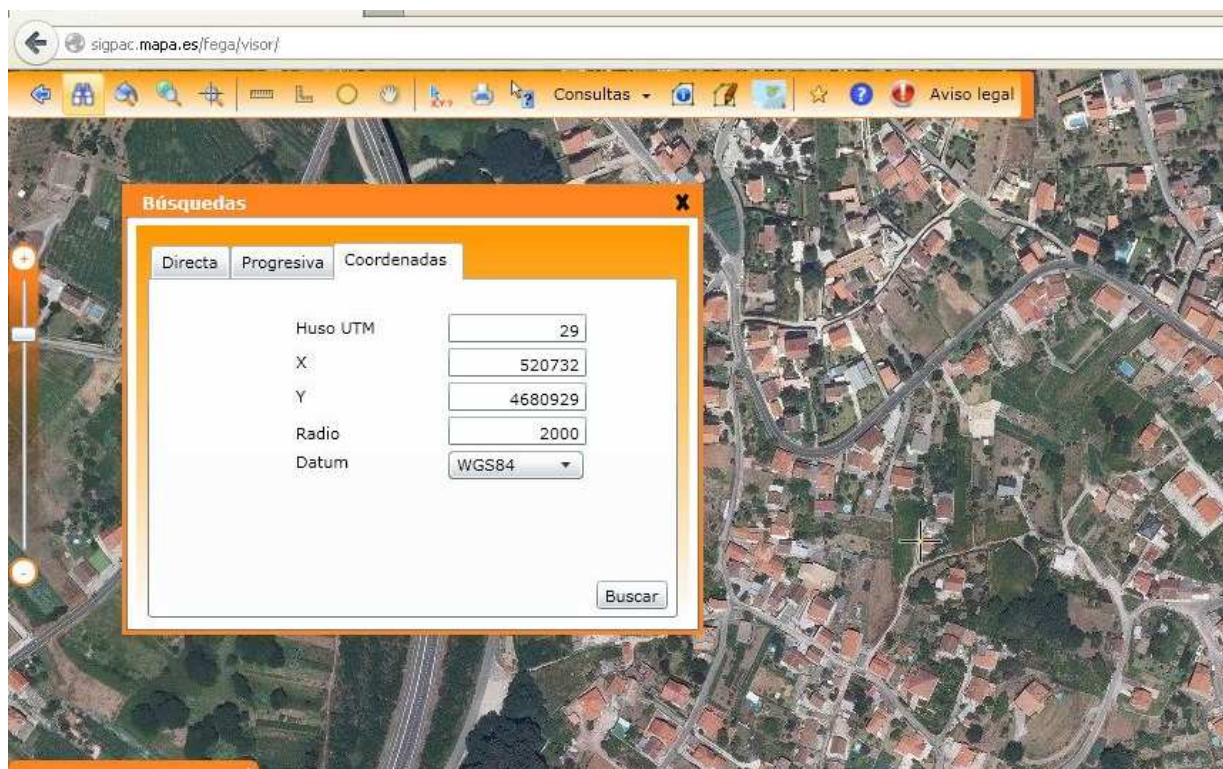 sigpac.mapa.es/fega/visor/
XY? ? Consultas ? Aviso legal
Búsquedas X
Directa Progresiva Coordenadas
Huso UTM 29
X 520732
Y 4680929
Radio 2000
Datum WGS84
Buscar